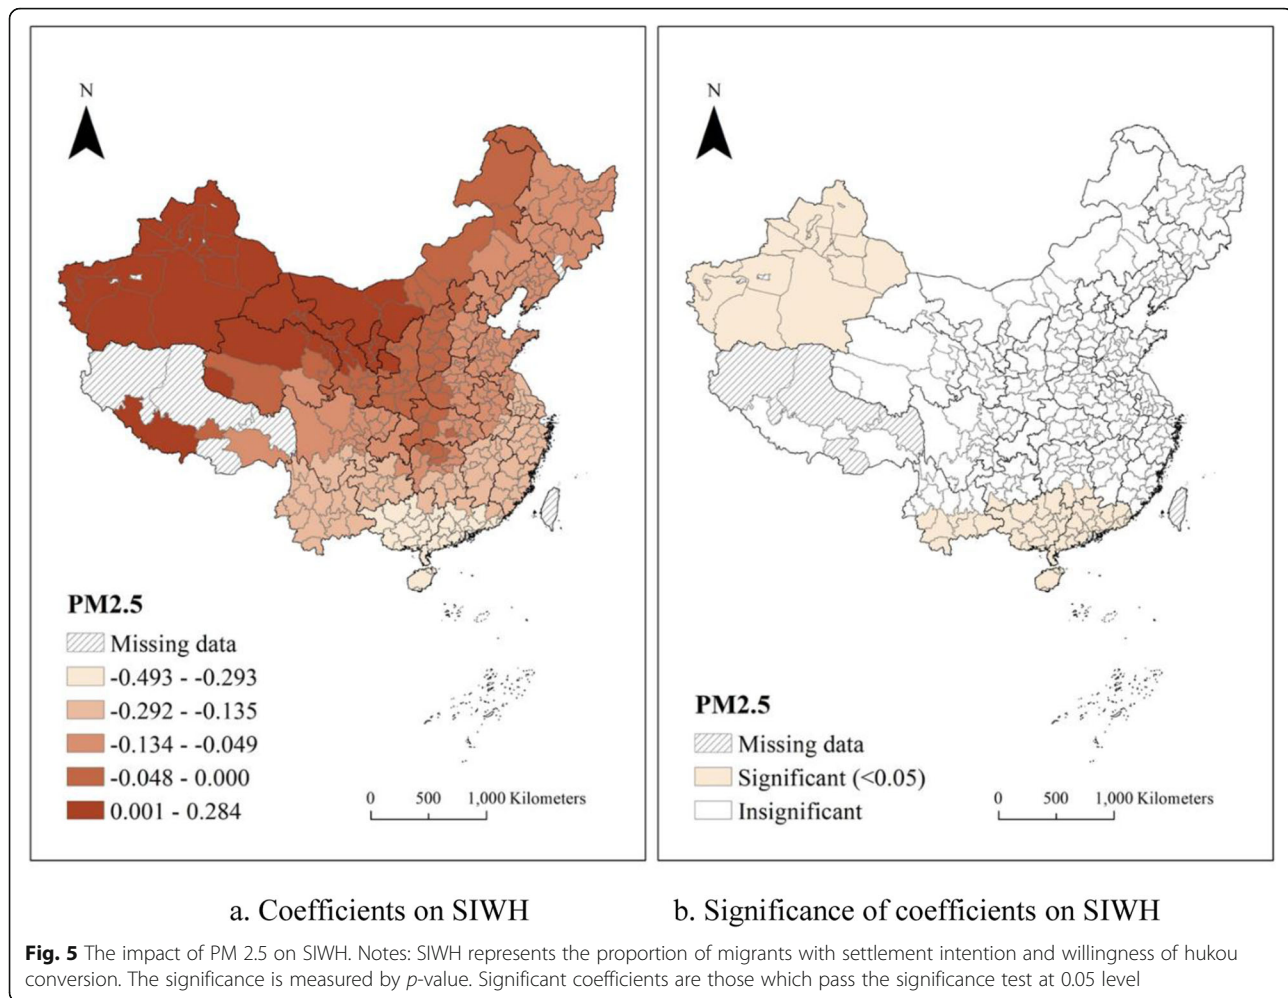 N
PM2.5
Missing data
-0.493 - -0.293
-0.292 - -0.135
-0.134 - -0.049
-0.048 - 0.000
0.001 - 0.284
0 500 1,000 Kilometers
N
PM2.5
Missing data
Significant (<0.05)
Insignificant
0 500 1,000 Kilometers
a. Coefficients on SIWH
b. Significance of coefficients on SIWH
Fig. 5 The impact of PM 2.5 on SIWH. Notes: SIWH represents the proportion of migrants with settlement intention and willingness of hukou
conversion. The significance is measured by p-value. Significant coefficients are those which pass the significance test at 0.05 level